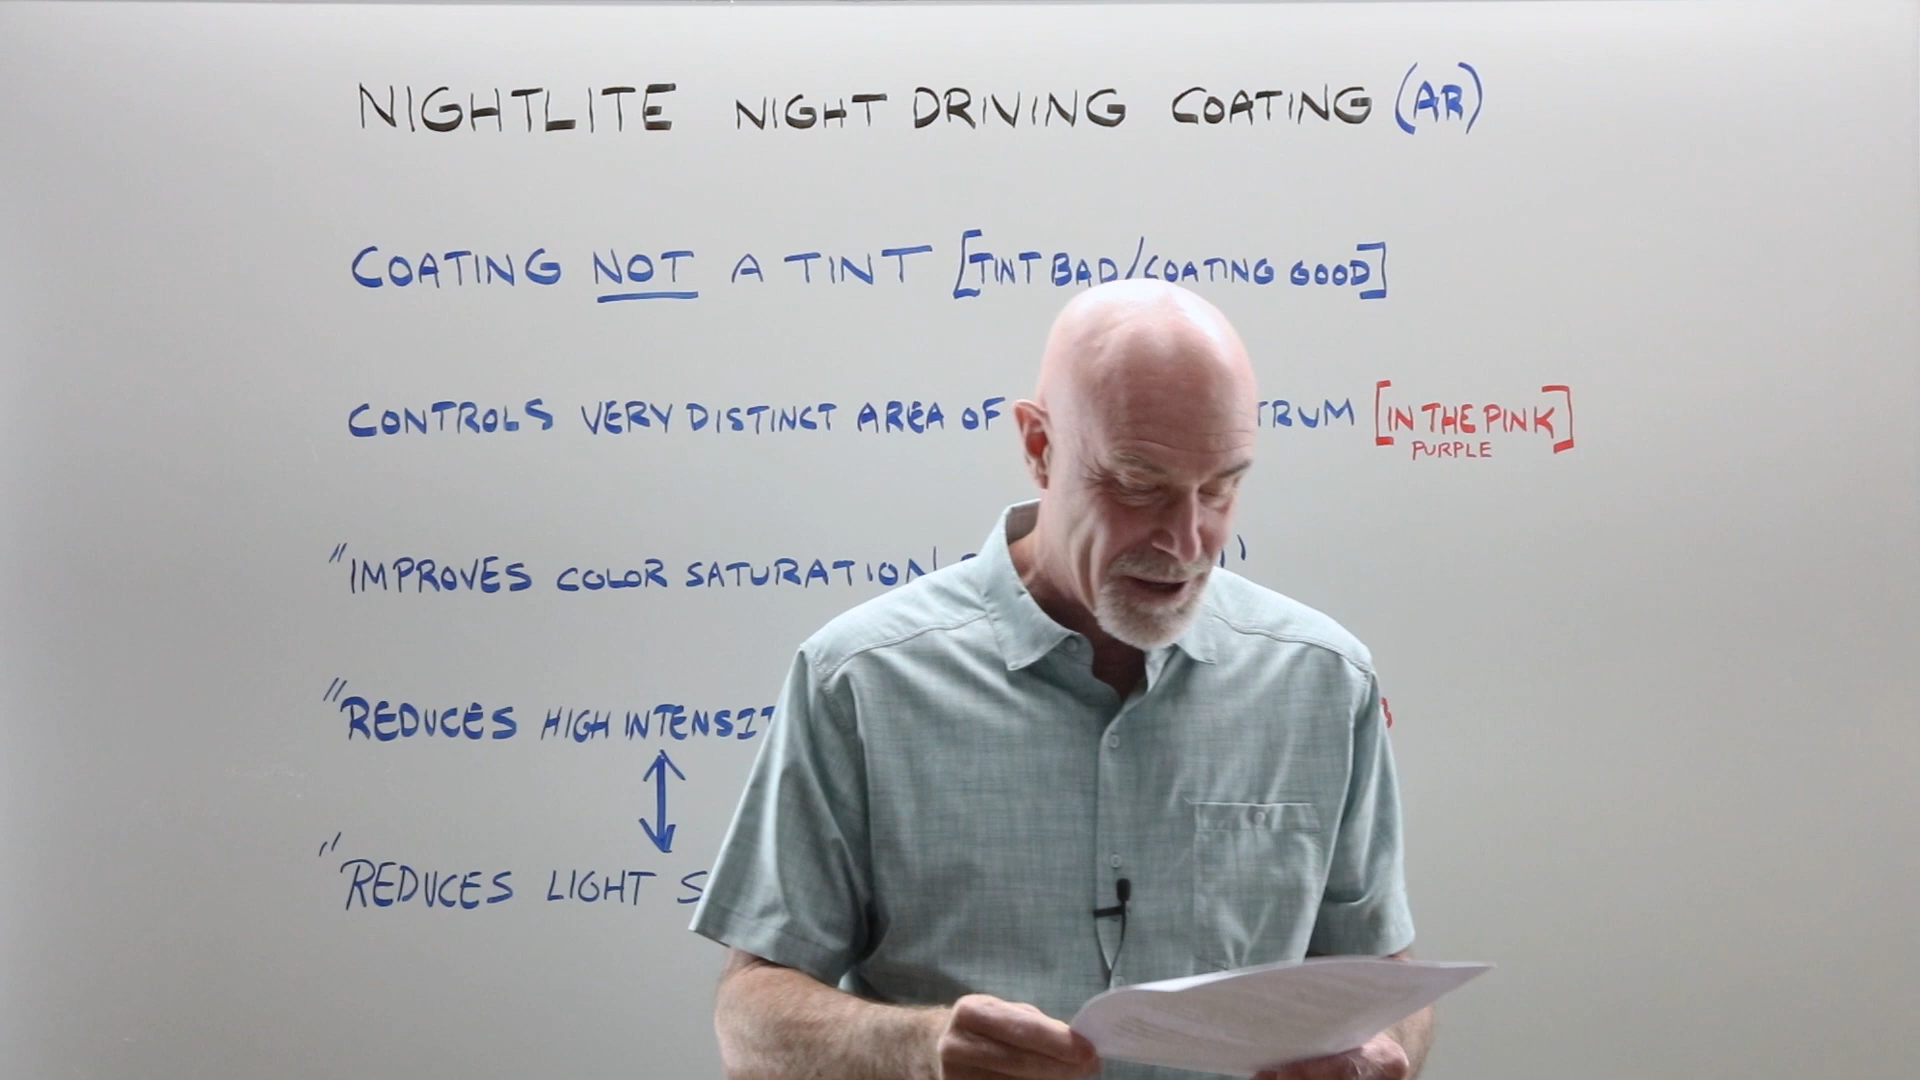 NIGHTLITE NIGHT DRIVING COATING (AR)
COATING NOT A TINT [TINT BAD/COATING GOOD]
CONTROLS VERY DISTINCT AREA OF TRUM [IN THE PINK]
PURPLE
"IMPROVES COLOR SATURATION "
"REDUCES HIGH INTENSIT
"REDUCES LIGHT S